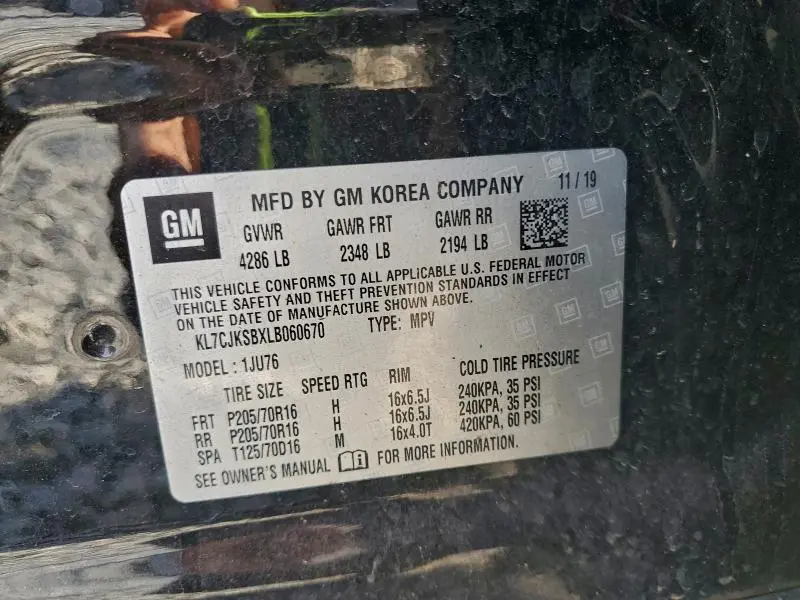 GM
MFD BY GM KOREA COMPANY 11 / 19
GVWR GAWR FRT GAWR RR
4286 LB 2348 LB 2194 LB
THIS VEHICLE CONFORMS TO ALL APPLICABLE U.S. FEDERAL MOTOR
VEHICLE SAFETY AND THEFT PREVENTION STANDARDS IN EFFECT
ON THE DATE OF MANUFACTURE SHOWN ABOVE.
KL7CJKSBXLB060670 TYPE: MPV
MODEL : 1JU76
TIRE SIZE SPEED RTG RIM COLD TIRE PRESSURE
FRT P205/70R16 H 16x6.5J 240KPA, 35 PSI
RR P205/70R16 H 16x6.5J 240KPA, 35 PSI
SPA T125/70D16 M 16x4.0T 420KPA, 60 PSI
SEE OWNER'S MANUAL FOR MORE INFORMATION.